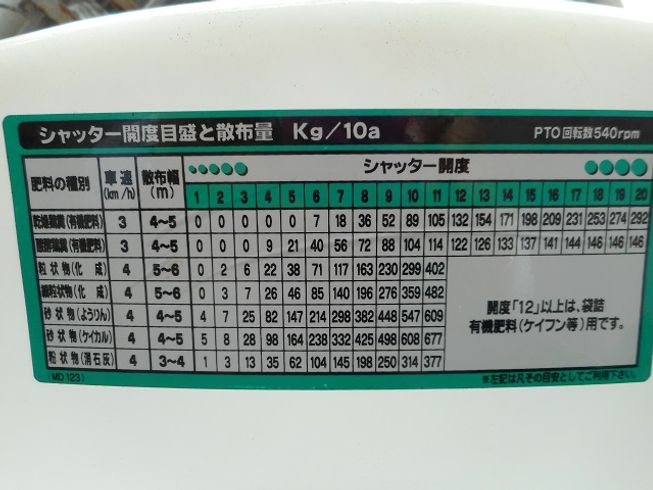 シャッター開度目盛と散布量 Kg/10a PTO回転数540rpm
肥料の種別 車速(km/h) 散布幅(m) シャッター開度
1 2 3 4 5 6 7 8 9 10 11 12 13 14 15 16 17 18 19 20
乾燥鶏糞(有機肥料) 3 4~5 0 0 0 0 0 7 18 36 52 89 105 132 154 171 198 209 231 253 274 292
醗酵鶏糞(有機肥料) 3 4~5 0 0 0 9 21 40 56 72 88 104 114 122 126 133 137 141 144 146 146 146
粒状物(化成) 4 5~6 0 2 6 22 38 71 117 163 230 299 402
細粒状物(化成) 4 5~6 0 3 7 26 46 85 140 196 276 359 482
砂状物(ようりん) 4 4~5 4 7 25 82 147 214 298 382 448 547 609
砂状物(ケイカル) 4 4~5 5 8 28 98 164 238 332 425 498 608 677
粉状物(消石灰) 4 3~4 1 3 13 35 62 104 145 198 250 314 377
開度「12」以上は、袋詰
有機肥料(ケイフン等)用です。
(MD123) ※左記は凡その目安としてご利用下さい。